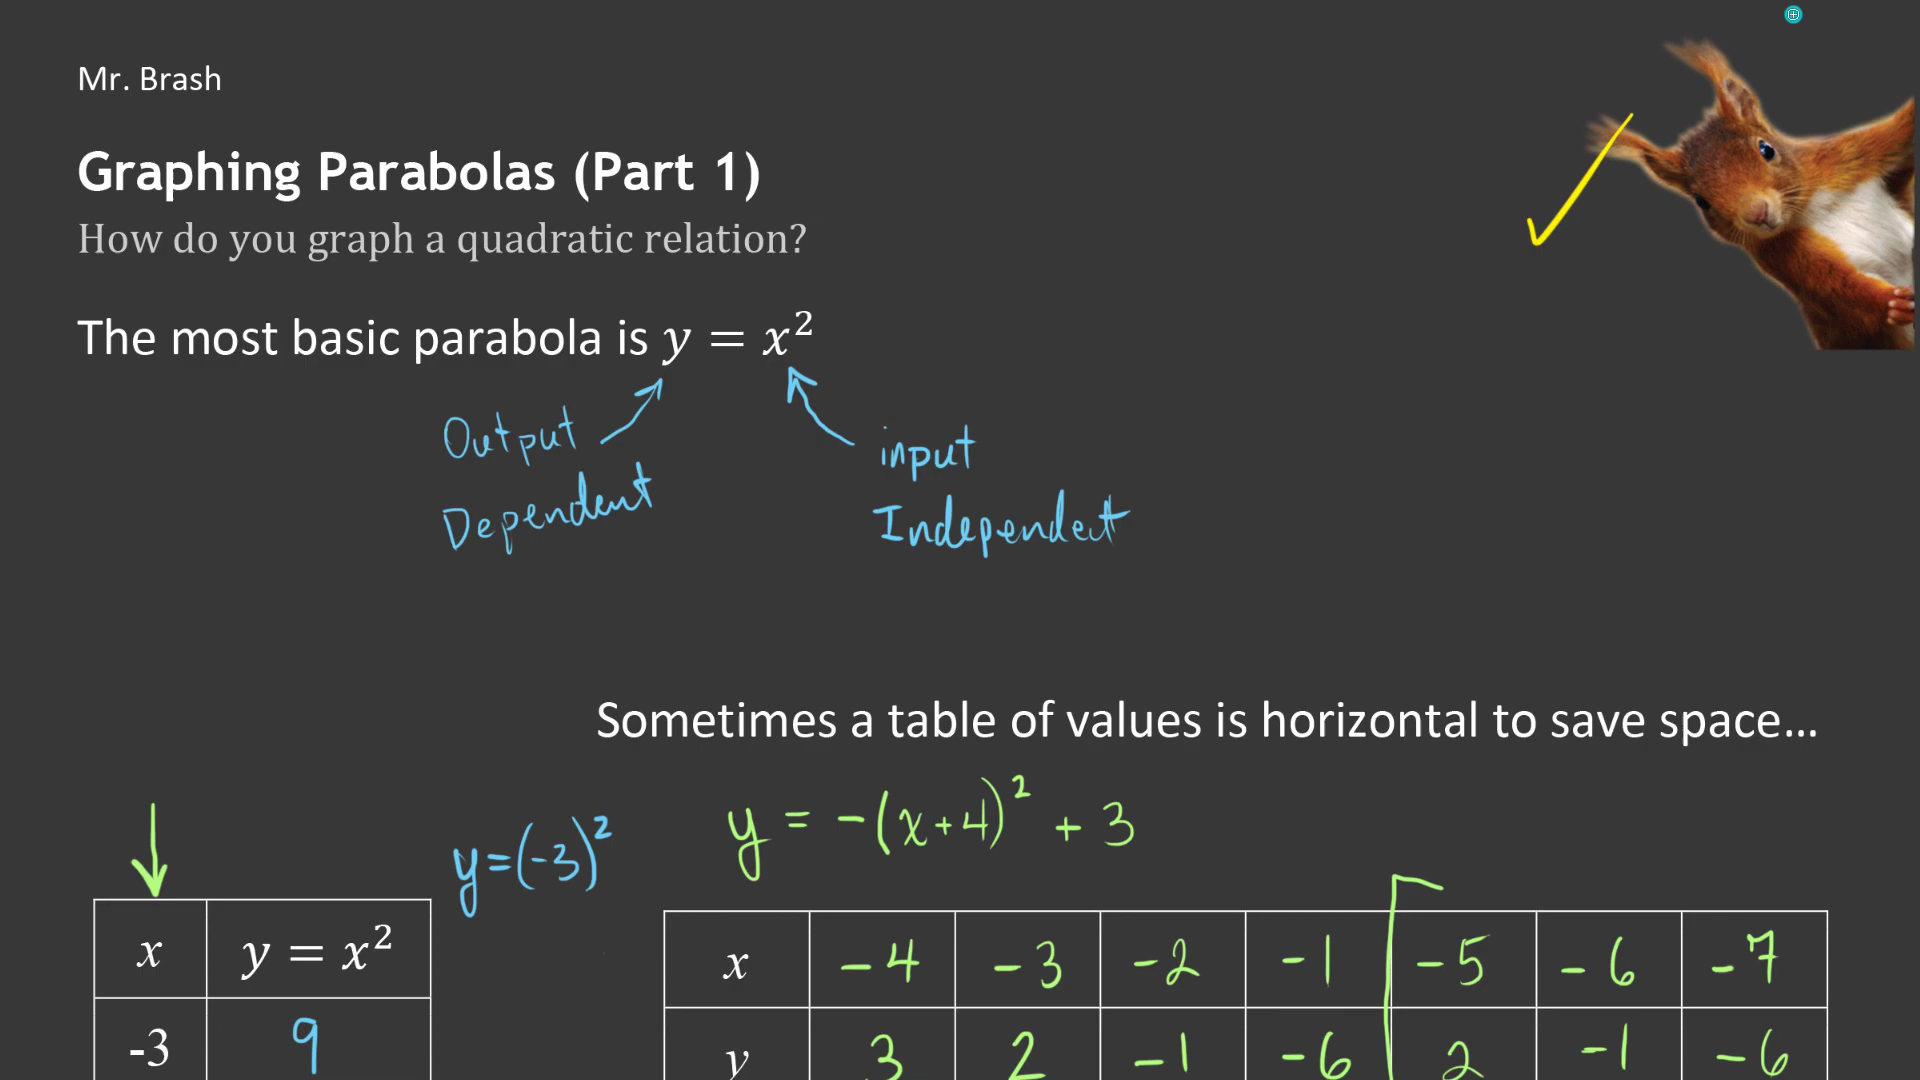 Mr. Brash
Graphing Parabolas (Part 1)
How do you graph a quadratic relation?
The most basic parabola is y = x²
Output
Dependent
input
Independent
Sometimes a table of values is horizontal to save space...
y = -(x+4)² + 3
y=(-3)²
x y = x²
-3 9
x -4 -3 -2 -1 -5 -6 -7
y 3 2 -1 -6 2 -1 -6